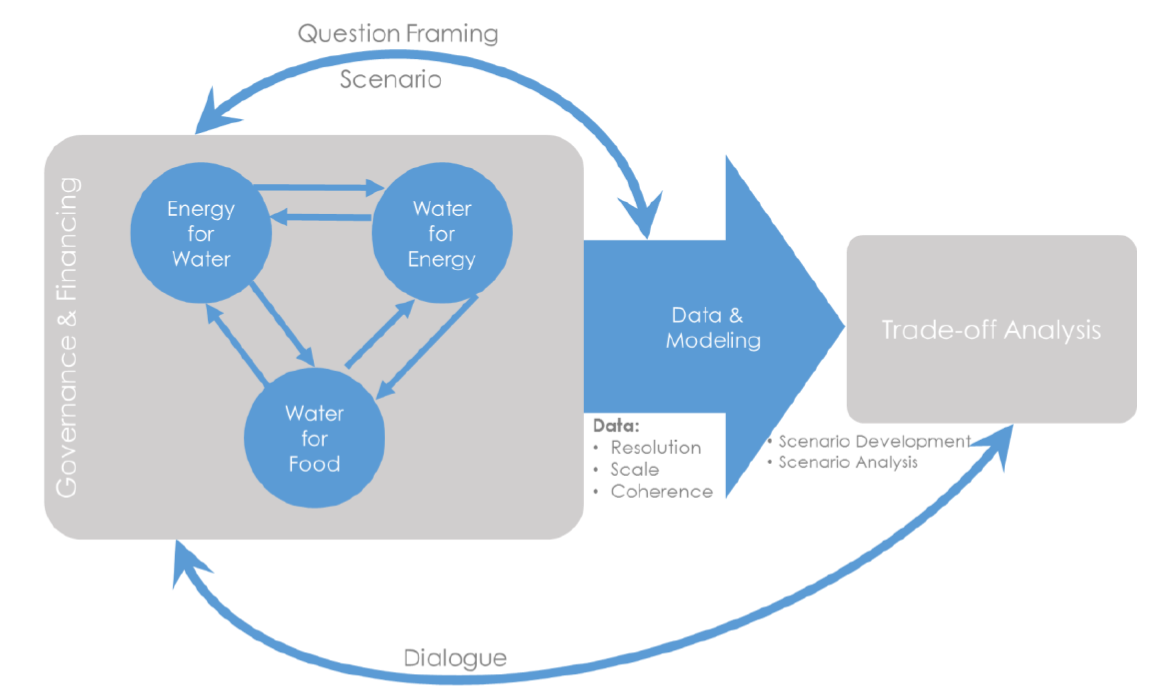 Question Framing
Scenario
Governance & Financing
Energy
for
Water
Water
for
Energy
Water
for
Food
Data &
Modeling
Trade-off Analysis
Data:
• Resolution
• Scale
• Coherence
• Scenario Development
• Scenario Analysis
Dialogue